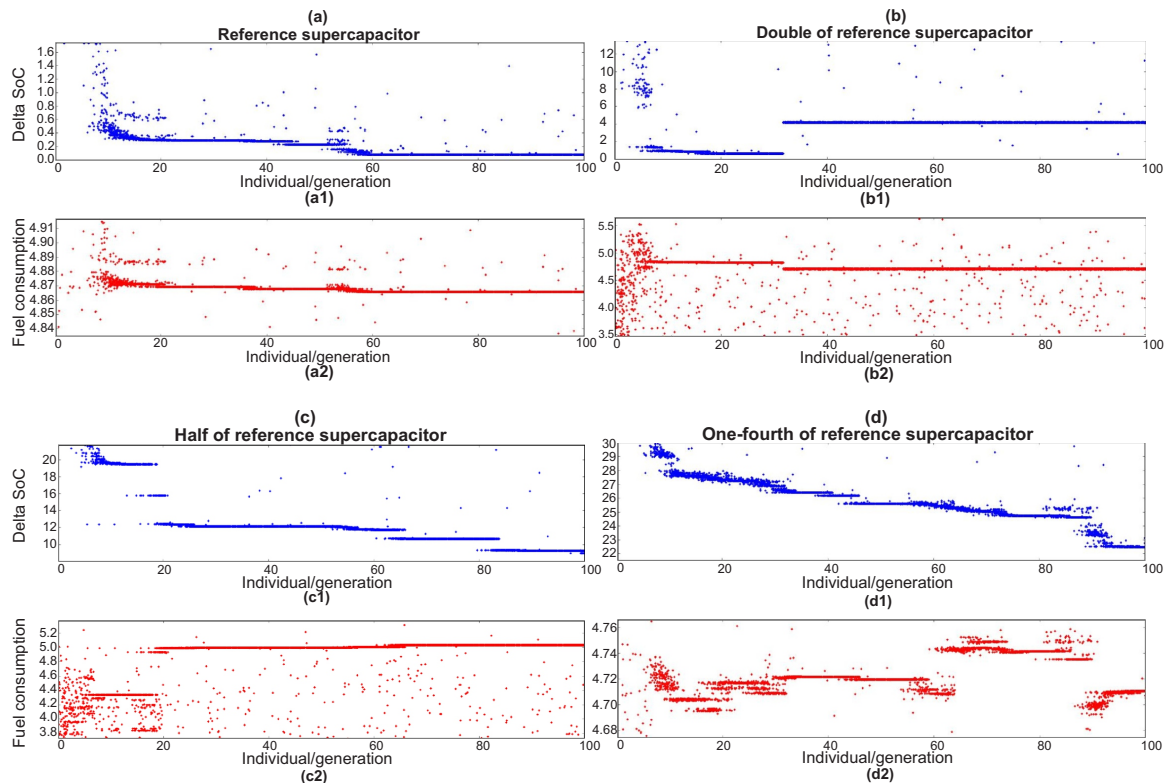 (a)
Reference supercapacitor
Delta SoC
1.6
1.4
1.2
1.0
0.8
0.6
0.4
0.2
0.0
0 20 40 60 80 100
Individual/generation
(a1)
Fuel consumption
4.91
4.90
4.89
4.88
4.87
4.86
4.85
4.84
0 20 40 60 80 100
Individual/generation
(a2)
(b)
Double of reference supercapacitor
12
10
8
6
4
2
0
0 20 40 60 80 100
Individual/generation
(b1)
5.5
5.0
4.5
4.0
3.5
0 20 40 60 80 100
Individual/generation
(b2)
(c)
Half of reference supercapacitor
Delta SoC
20
18
16
14
12
10
0 20 40 60 80 100
Individual/generation
(c1)
Fuel consumption
5.2
5.0
4.8
4.6
4.4
4.2
4.0
3.8
0 20 40 60 80 100
Individual/generation
(c2)
(d)
One-fourth of reference supercapacitor
30
29
28
27
26
25
24
23
22
0 20 40 60 80 100
Individual/generation
(d1)
4.76
4.74
4.72
4.70
4.68
0 20 40 60 80 100
Individual/generation
(d2)